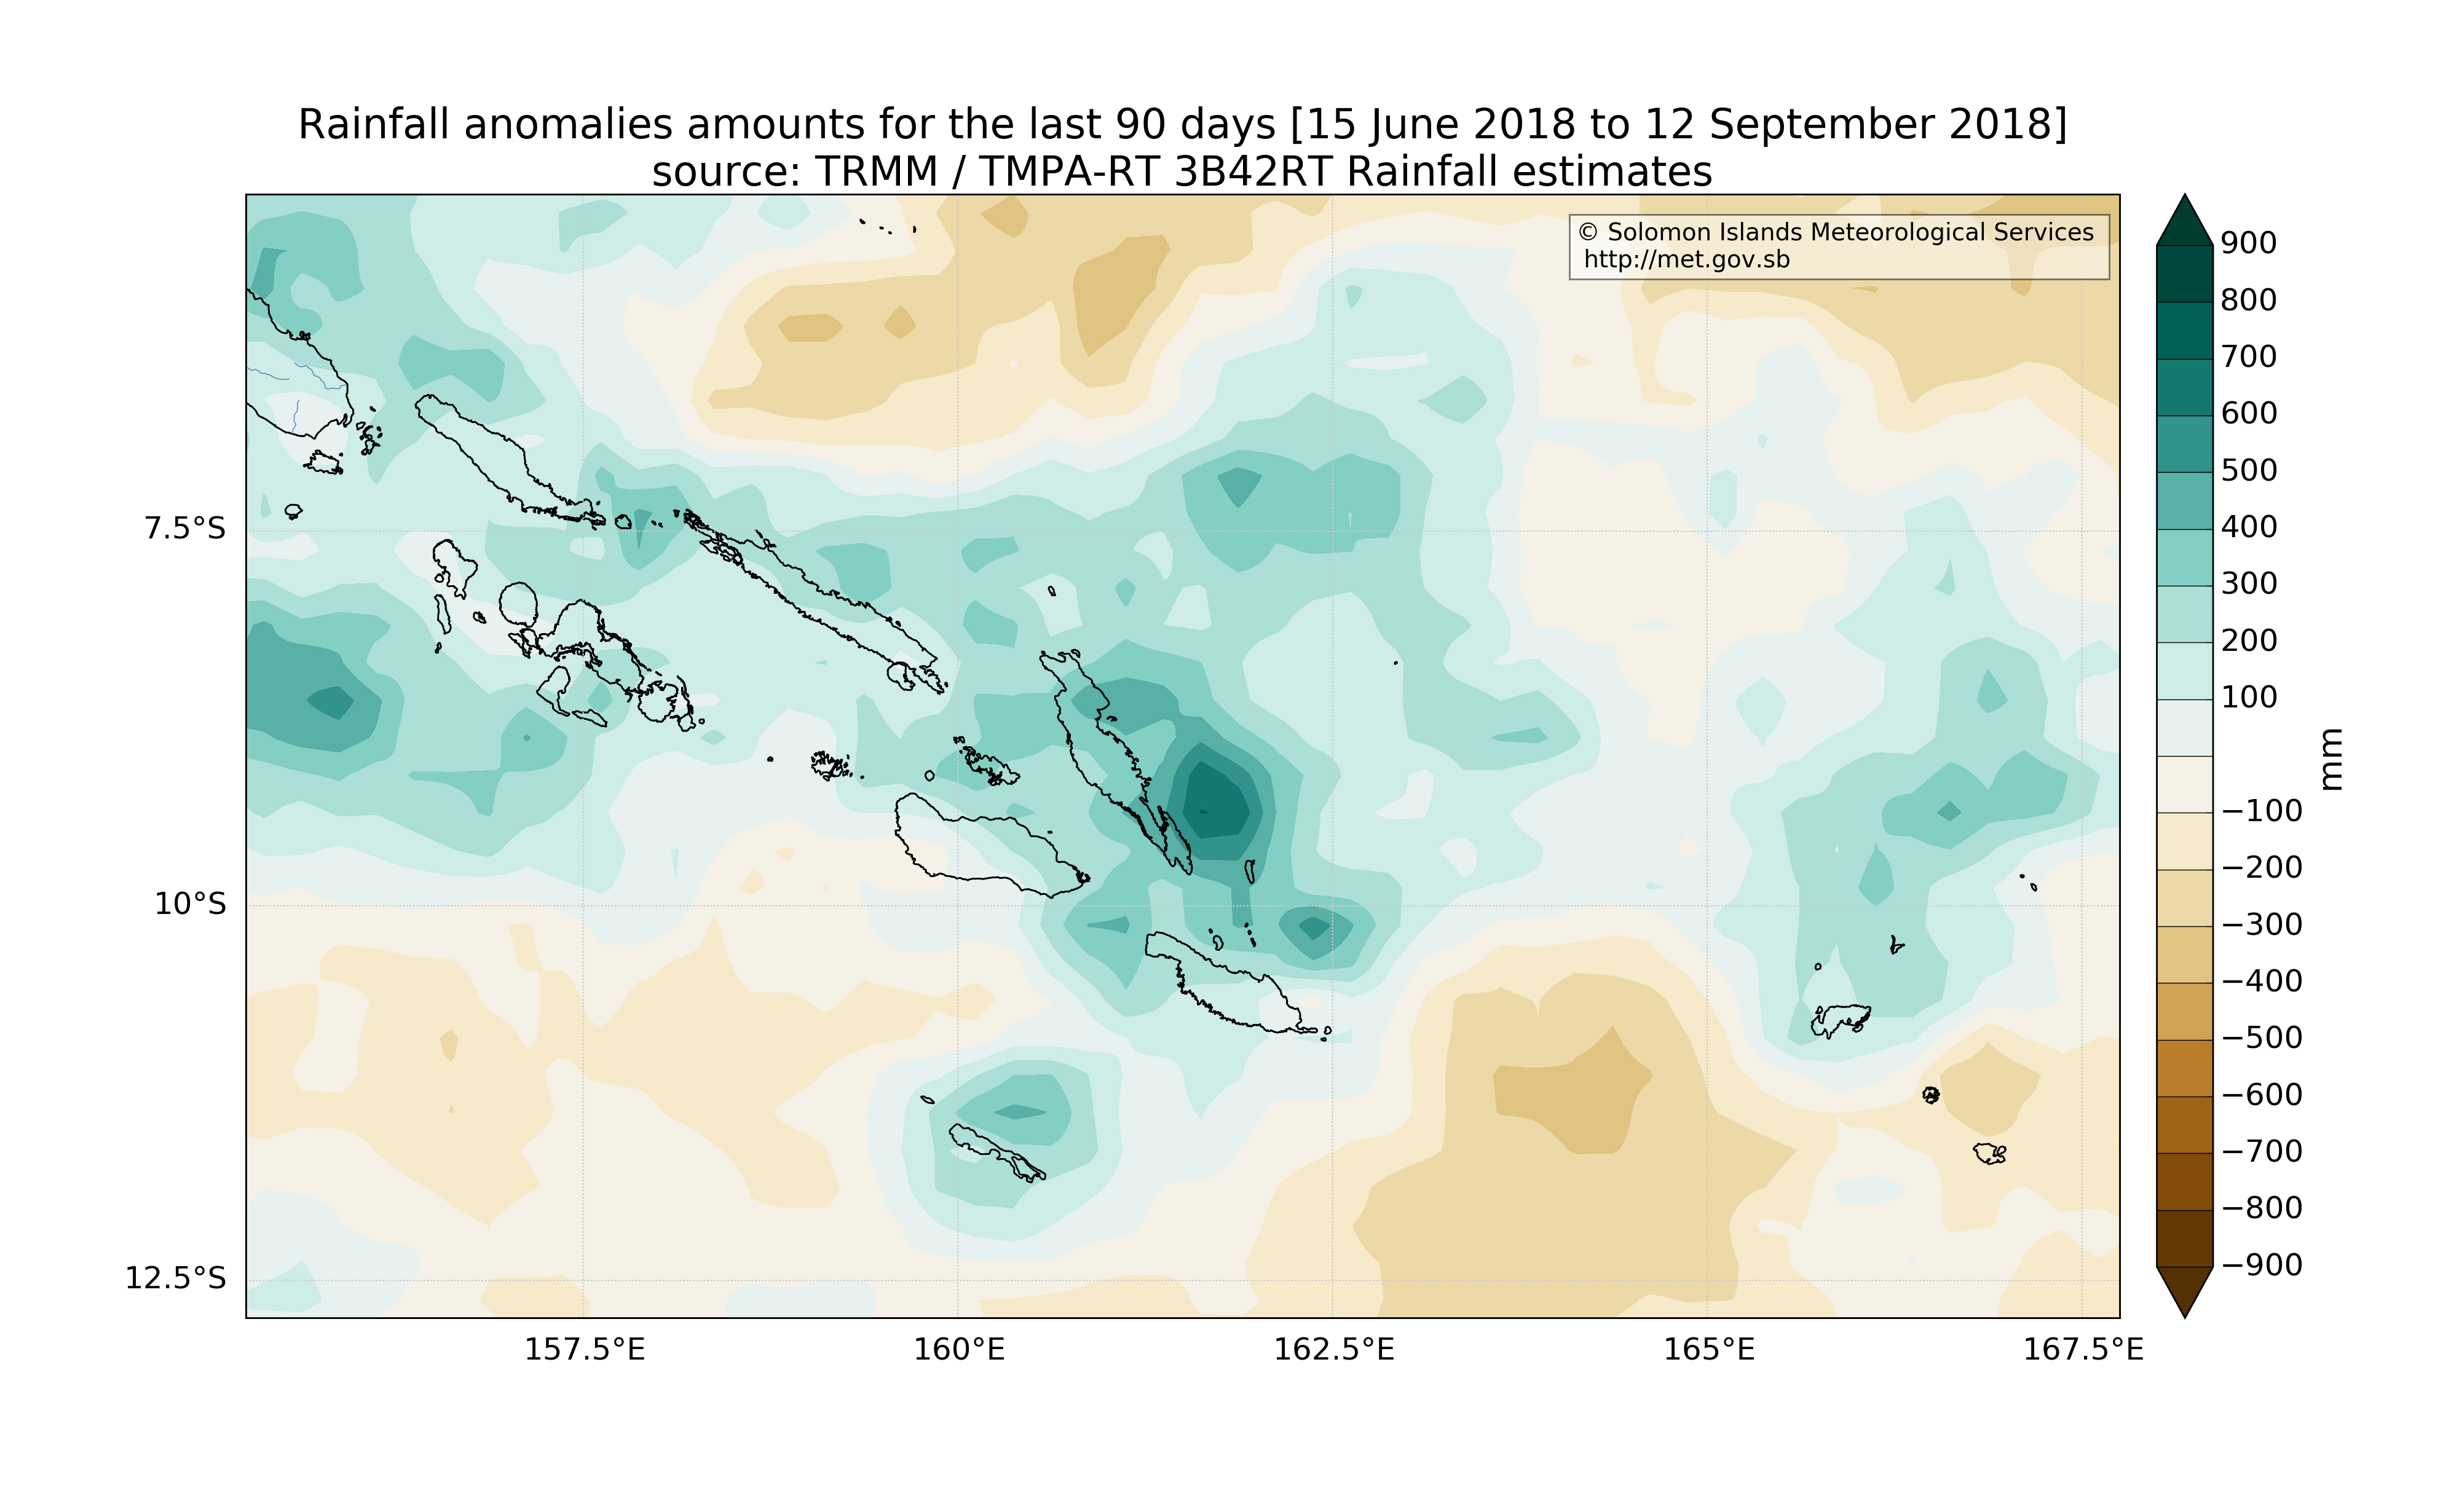 Rainfall anomalies amounts for the last 90 days [15 June 2018 to 12 September 2018]
source: TRMM / TMPA-RT 3B42RT Rainfall estimates
© Solomon Islands Meteorological Services
http://met.gov.sb
7.5°S
10°S
12.5°S
157.5°E
160°E
162.5°E
165°E
167.5°E
900
800
700
600
500
400
300
200
100
−100
−200
−300
−400
−500
−600
−700
−800
−900
mm